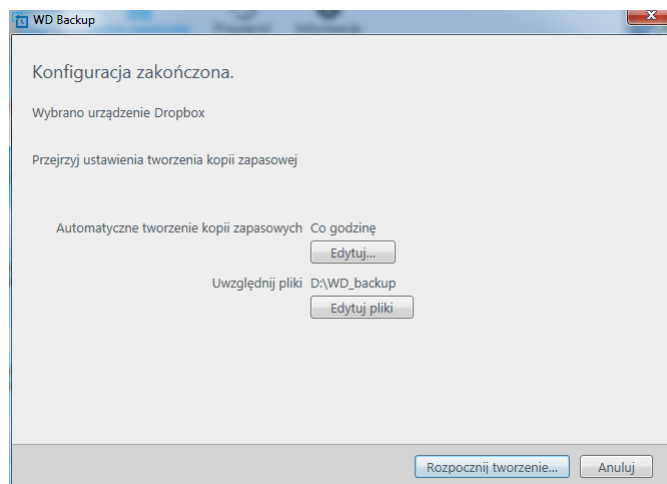 WD Backup
Konfiguracja zakończona.
Wybrano urządzenie Dropbox
Przejrzyj ustawienia tworzenia kopii zapasowej
Automatyczne tworzenie kopii zapasowych Co godzinę
Edytuj...
Uwzględnij pliki D:\WD_backup
Edytuj pliki
Rozpocznij tworzenie... Anuluj